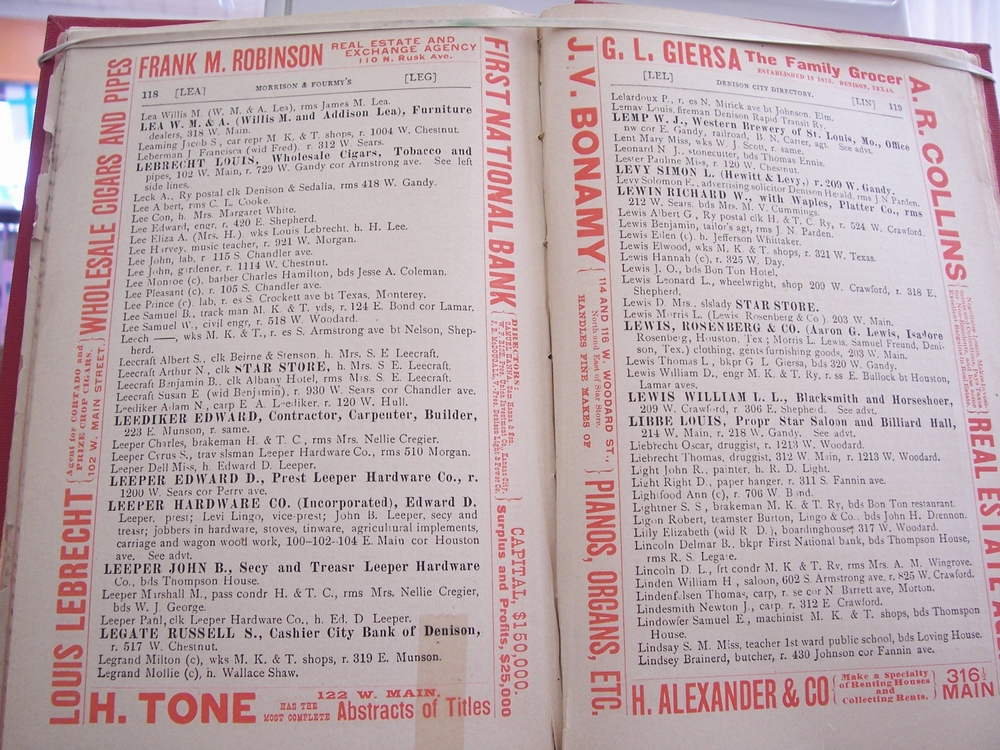 FRANK M. ROBINSON REAL ESTATE AND EXCHANGE AGENCY 110 N. Rusk Ave.
118 [LEA] MORRISON & FOURMY'S [LEG]
Lea Willis M (W. M. & A. Lea), rms James M. Lea.
LEA W. M. & A. (Willis M. and Addison Lea), Furniture
dealers, 318 W. Main.
Leaming Jacob S, car repr M K & T. shops, r. 1004 W. Chestnut.
Leberman J Francisca (wid Fred). r 312 W. Sears.
LEBRECHT LOUIS, Wholesale Cigars, Tobacco and
pipes, 102 W. Main, r. 729 W. Gandy cor Armstrong ave. See left
side lines.
Leck A., Ry postal clk Denison & Sedalia, rms 418 W. Gandy.
Lee Albert, rms C. L. Cooke.
Lee Con, h. Mrs. Margaret White.
Lee Edward, engr, r. 420 E. Shepherd.
Lee Eliza A. (Mrs. H.) wks Louis Lebrecht, h. H. Lee.
Lee Harvey, music teacher, r. 921 W. Morgan.
Lee John, lab, r 115 S. Chandler ave.
Lee John, gardener, r. 1114 W. Chestnut.
Lee Monroe (c), barber Charles Hamilton, bds Jesse A. Coleman.
Lee Pleasant (c), r. 105 S. Chandler ave.
Lee Prince (c) lab, r es S. Crockett ave bt Texas, Monterey.
Lee Samuel B., track man M. K. & T. yds, r. 124 E. Bond cor Lamar.
Lee Samuel W., civil engr, r. 518 W. Woodard.
Leech ——, wks M. K. & T., r es S. Armstrong ave bt Nelson, Shep-
herd.
Leecraft Albert S., clk Beirne & Stenson. h. Mrs. S. E Leecraft.
Leecraft Arthur N., clk STAR STORE, h. Mrs. S E. Leecraft.
Leecraft Benjamin B., clk Albany Hotel, rms Mrs. S. E. Leecraft.
Leecraft Susan E (wid Benjamin), r. 930 W. Sears cor Chandler ave.
Leediker Adam N., carp E. A. Leediker, r. 120 W. Hull.
LEEDIKER EDWARD, Contractor, Carpenter, Builder,
223 E. Munson, r. same.
Leeper Charles, brakeman H. & T. C., rms Mrs. Nellie Cregier.
Leeper Cyrus S., trav slsman Leeper Hardware Co., rms 510 Morgan.
Leeper Dell Miss, h. Edward D. Leeper.
LEEPER EDWARD D., Prest Leeper Hardware Co., r.
1200 W. Sears cor Perry ave.
LEEPER HARDWARE CO. (Incorporated), Edward D.
Leeper, prest; Levi Lingo, vice-prest; John B. Leeper, secy and
treasr; jobbers in hardware, stoves, tinware, agricultural implements,
carriage and wagon wood work, 100-102-104 E. Main cor Houston
ave. See advt.
LEEPER JOHN B., Secy and Treasr Leeper Hardware
Co., bds Thompson House.
Leeper Marshall M., pass condr H. & T. C., rms Mrs. Nellie Cregier,
bds W. J. George.
Leeper Paul, clk Leeper Hardware Co., h. Ed. D Leeper.
LEGATE RUSSELL S., Cashier City Bank of Denison,
r. 517 W. Chestnut.
Legrand Milton (c), wks M. K. & T. shops, r. 319 E. Munson.
Legrand Mollie (c), h. Wallace Shaw.
H. TONE 122 W. MAIN. HAS THE MOST COMPLETE Abstracts of Titles
LOUIS LEBRECHT Agent for CORTADO and PRIZE CROP CIGARS. 102 W. MAIN STREET. WHOLESALE CIGARS AND PIPES
FIRST NATIONAL BANK DIRECTORS:
CAPITAL, $150,000
Surplus and Profits, $25,000
G. L. GIERSA The Family Grocer ESTABLISHED IN 1872. DENISON, TEXAS.
[LEL] DENISON CITY DIRECTORY. [LIN] 119
Lelardoux P., r. es N. Mirick ave bt Johnson, Elm.
Lemay Louis, fireman Denison Rapid Transit Ry.
LEMP W. J., Western Brewery of St. Louis, Mo., Office
nw cor E. Gandy, railroad, B. N. Carter, agt. See advt.
Lent Mary Miss, wks W. J. Scott, r. same.
Leonard N. J., stonecutter, bds Thomas Ennis.
Lester Pauline Miss, r. 120 W. Chestnut.
LEVY SIMON L. (Hewitt & Levy,) r. 209 W. Gandy.
Levy Solomon F., advertising solicitor Denison Herald, rms J. N. Parden.
LEWIN RICHARD W., with Waples, Platter Co., rms
212 W. Sears, bds Mrs. M. V. Cummings.
Lewis Albert G, Ry postal clk H. & T. C. Ry, r. 524 W. Crawford.
Lewis Benjamin, tailor's agt, rms J. N. Parden.
Lewis Eiden (c), h. Jefferson Whittaker.
Lewis Elwood, wks M. K. & T. shops, r. 321 W. Texas.
Lewis Hannah (c), r. 325 W. Day.
Lewis J. O., bds Bon Ton Hotel.
Lewis Leonard L., wheelwright, shop 209 W. Crawford, r. 318 E.
Shepherd.
Lewis D. Mrs., slslady STAR STORE.
Lewis Morris L. (Lewis Rosenberg & Co), 203 W. Main.
LEWIS, ROSENBERG & CO. (Aaron G. Lewis, Isadore
Rosenberg, Houston, Tex; Morris L. Lewis, Samuel Freund, Deni-
son, Tex.) clothing, gents furnishing goods, 203 W. Main.
Lewis Thomas L., bkpr G. L. Giersa, bds 320 W. Gandy.
Lewis William D., engr M. K. & T. Ry. r. ss E. Bullock bt Houston,
Lamar aves.
LEWIS WILLIAM L. L., Blacksmith and Horseshoer,
209 W. Crawford, r 306 E. Shepherd. See advt.
LIBBE LOUIS, Propr Star Saloon and Billiard Hall,
214 W. Main, r. 218 W. Gandy. See advt.
Liebrecht Oscar, druggist, r. 1213 W. Woodard.
Liebrecht Thomas, druggist, 312 W. Main, r. 1213 W. Woodard.
Light John R., painter, h. R. D. Light.
Light Right D., paper hanger, r. 311 S. Fannin ave.
Lightfood Ann (c), r. 706 W. Bond.
Lightner S. S., brakeman M. K. & T. Ry, bds Bon Ton restaurant.
Ligon Robert, teamster Burton, Lingo & Co., bds John H. Drennon.
Lilly Elizabeth (wid R D.), boardinghouse, 317 W. Woodard.
Lincoln Delmar B., bkpr First National bank, bds Thompson House,
rms R. S. Legate.
Lincoln D. L., frt condr M. K. & T. Ry, rms Mrs. A. M. Wingrove.
Linden William H, saloon, 602 S. Armstrong ave, r. 825 W. Crawford.
Lindenfelsen Thomas, carp, r. se cor N. Barrett ave, Morton.
Lindesmith Newton J., carp. r. 312 E. Crawford.
Lindowfer Samuel E, machinist M. K. & T. shops, bds Thompson
House.
Lindsay S. M. Miss, teacher 1st ward public school, bds Loving House.
Lindsey Brainerd, butcher, r. 430 Johnson cor Fannin ave.
H. ALEXANDER & CO Make a Specialty of Renting Houses and Collecting Rents. 316 MAIN
J. V. BONAMY 114 AND 116 W. WOODARD ST., North and East of Star Store. HANDLES FINE MAKES OF PIANOS, ORGANS, ETC.
A. R. COLLINS
REAL ESTATE